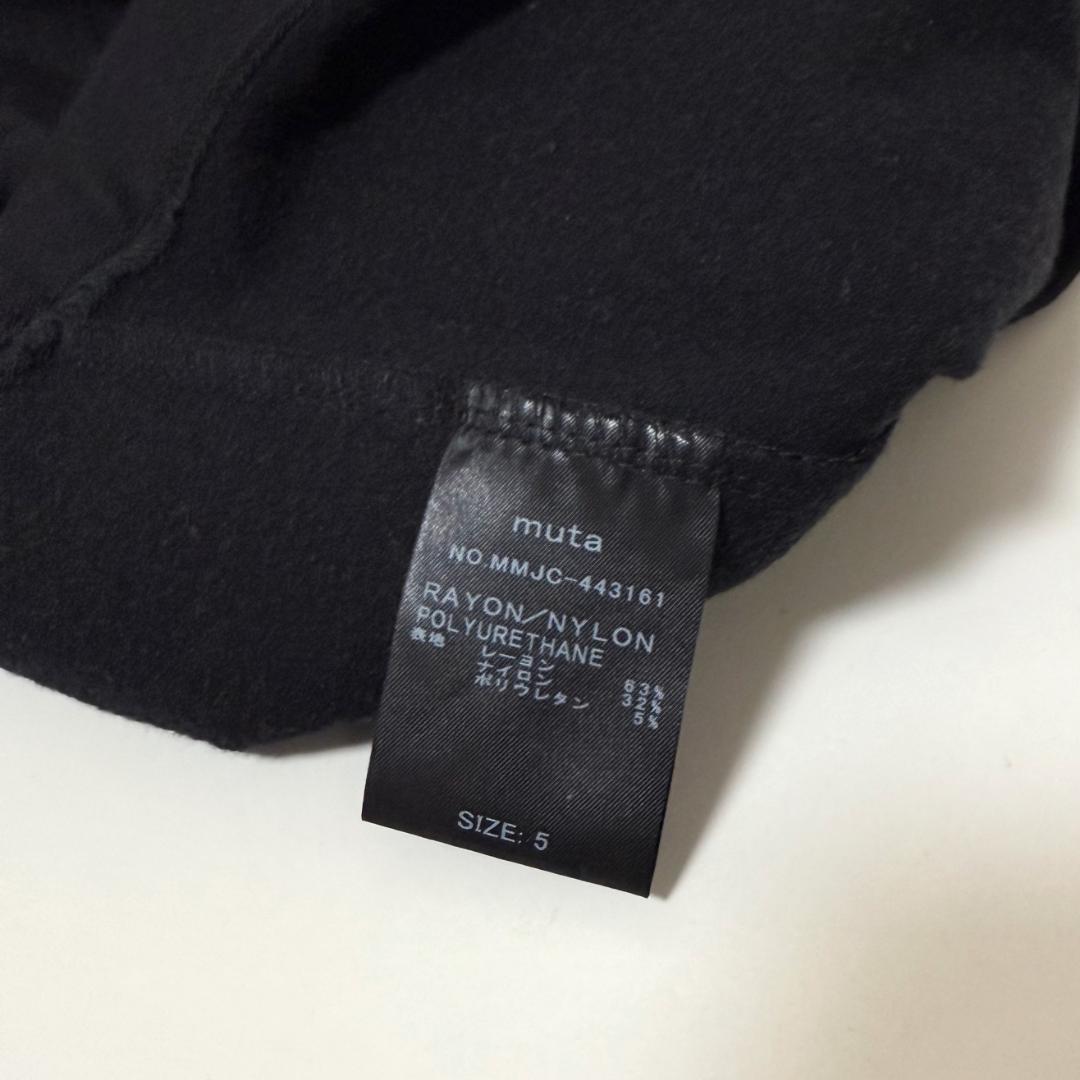 muta
NO.MMJC-443161
RAYON/NYLON
POLYURETHANE
表地 レーヨン 63%
ナイロン 32%
ポリウレタン 5%
SIZE: 5